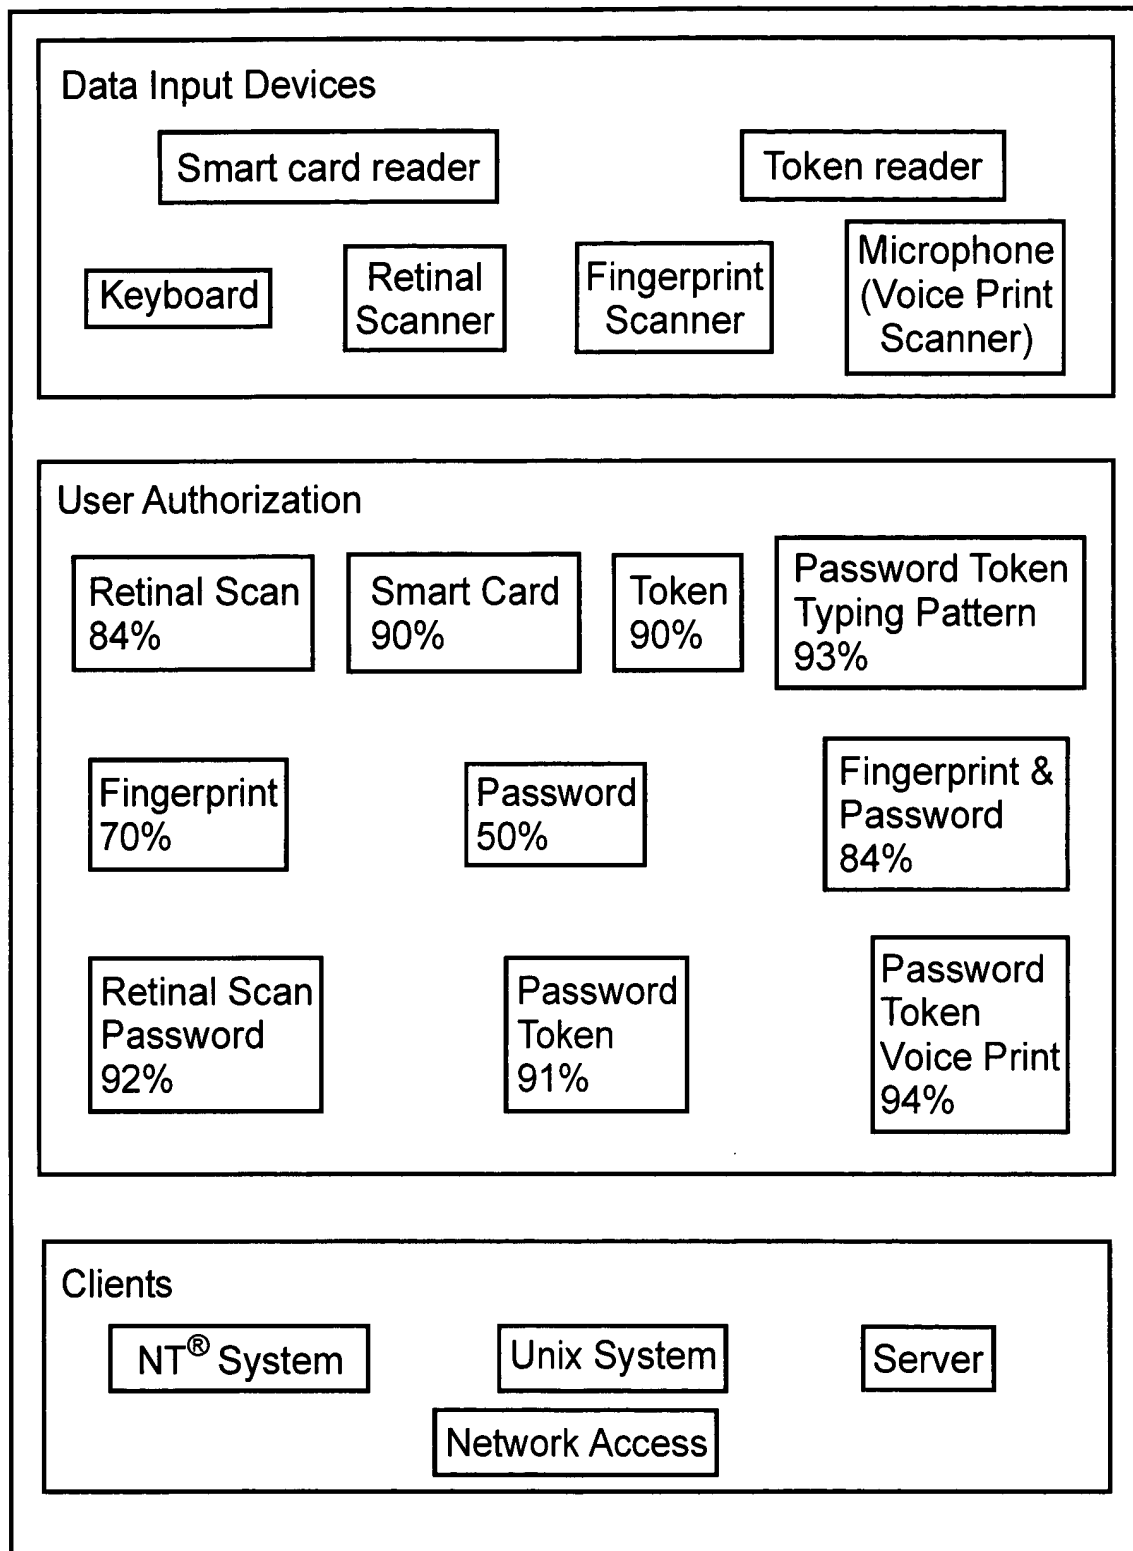 Data Input Devices
Smart card reader
Token reader
Keyboard
Retinal
Scanner
Fingerprint
Scanner
Microphone
(Voice Print
Scanner)
User Authorization
Retinal Scan
84%
Smart Card
90%
Token
90%
Password Token
Typing Pattern
93%
Fingerprint
70%
Password
50%
Fingerprint &
Password
84%
Retinal Scan
Password
92%
Password
Token
91%
Password
Token
Voice Print
94%
Clients
NT® System
Unix System
Server
Network Access